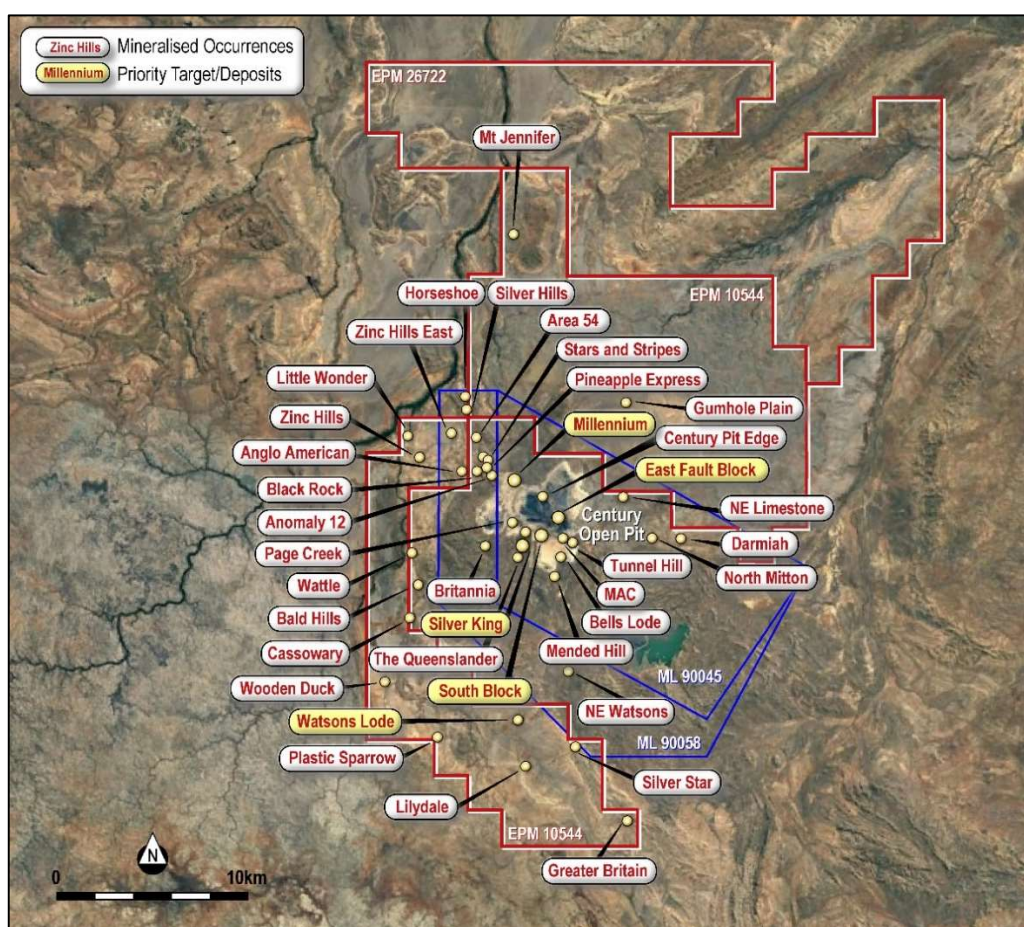 Zinc Hills Mineralised Occurrences
Millennium Priority Target/Deposits
EPM 26722
Mt Jennifer
EPM 10544
Horseshoe
Silver Hills
Zinc Hills East
Area 54
Stars and Stripes
Little Wonder
Pineapple Express
Zinc Hills
Gumhole Plain
Millennium
Anglo American
Century Pit Edge
East Fault Block
Black Rock
NE Limestone
Anomaly 12
Century
Open Pit
Darmiah
Page Creek
Tunnel Hill
North Mitton
Wattle
Britannia
MAC
Bald Hills
Silver King
Bells Lode
Cassowary
The Queenslander
Mended Hill
ML 90045
Wooden Duck
South Block
NE Watsons
Watsons Lode
ML 90058
Plastic Sparrow
Silver Star
Lilydale
EPM 10544
N
Greater Britain
0 10km